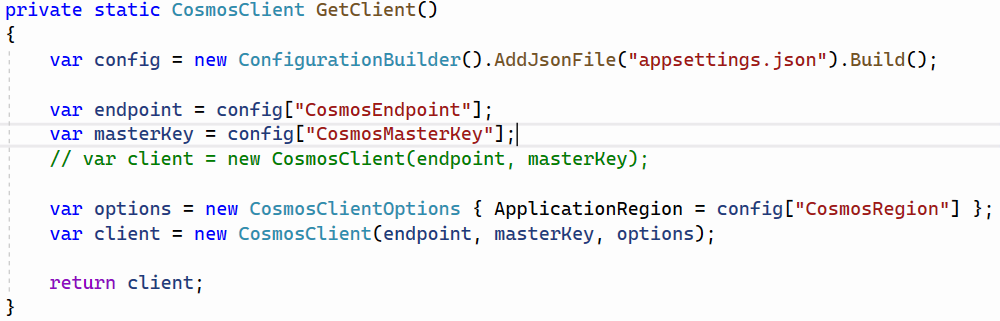 private static CosmosClient GetClient()
{
    var config = new ConfigurationBuilder().AddJsonFile("appsettings.json").Build();

    var endpoint = config["CosmosEndpoint"];
    var masterKey = config["CosmosMasterKey"];
    // var client = new CosmosClient(endpoint, masterKey);

    var options = new CosmosClientOptions { ApplicationRegion = config["CosmosRegion"] };
    var client = new CosmosClient(endpoint, masterKey, options);

    return client;
}